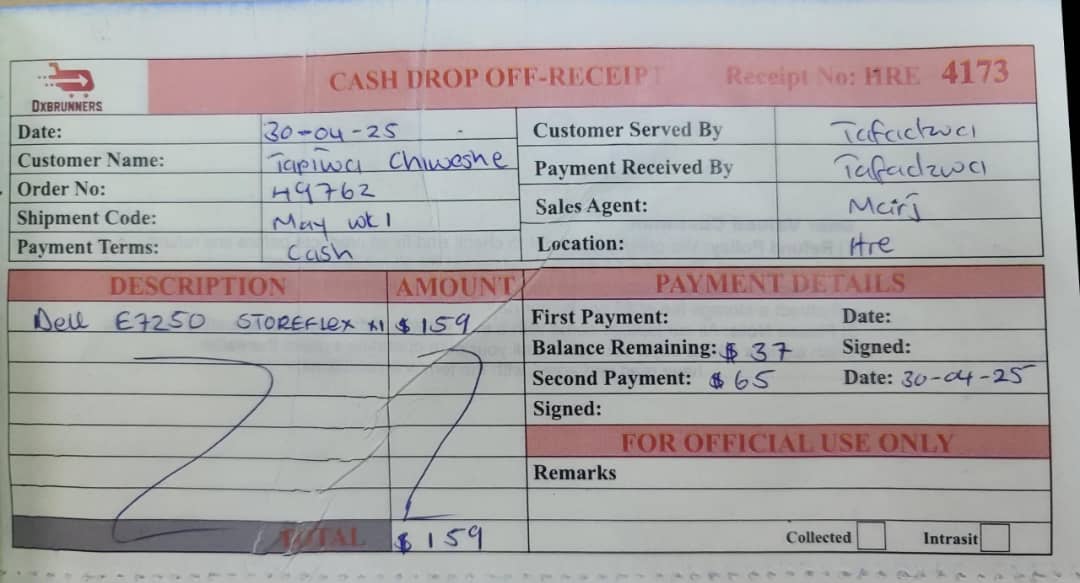 DXBRUNNERS
CASH DROP OFF-RECEIPT Receipt No: HRE 4173
Date: 30-04-25
Customer Name: Tapiwa Chiweshe
Order No: 49762
Shipment Code: May wk 1
Payment Terms: Cash
Customer Served By Tafadzwa
Payment Received By Tafadzwa
Sales Agent:
Location: Hre
DESCRIPTION AMOUNT
Dell E7250 STOREFLEX x1 $159
TOTAL $159
PAYMENT DETAILS
First Payment: Date:
Balance Remaining: $37 Signed:
Second Payment: $65 Date: 30-04-25
Signed:
FOR OFFICIAL USE ONLY
Remarks
Collected Intrasit